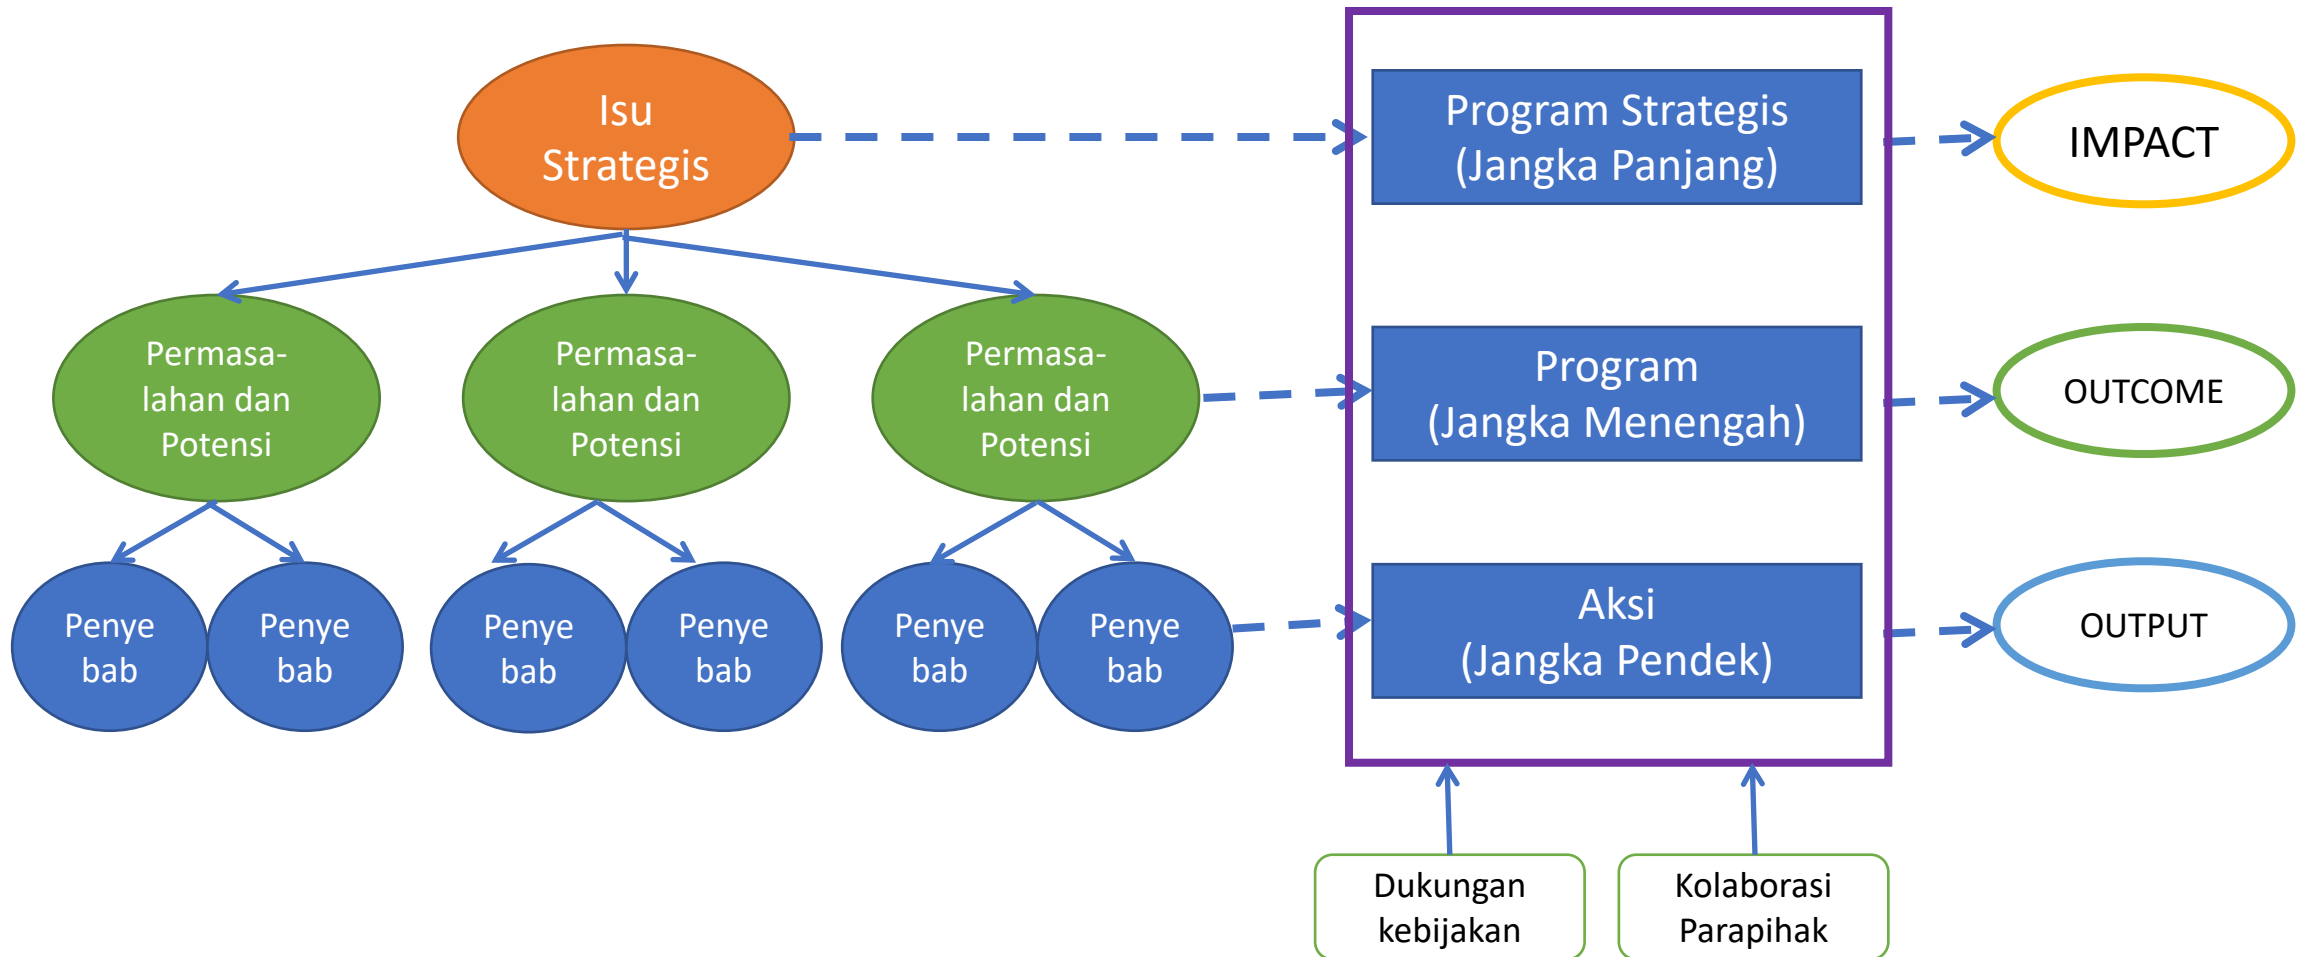 Isu
Strategis
Program Strategis
(Jangka Panjang)
IMPACT
Permasa-
lahan dan
Potensi
Permasa-
lahan dan
Potensi
Permasa-
lahan dan
Potensi
Program
(Jangka Menengah)
OUTCOME
Penye
bab
Penye
bab
Penye
bab
Penye
bab
Penye
bab
Penye
bab
Aksi
(Jangka Pendek)
OUTPUT
Dukungan
kebijakan
Kolaborasi
Parapihak